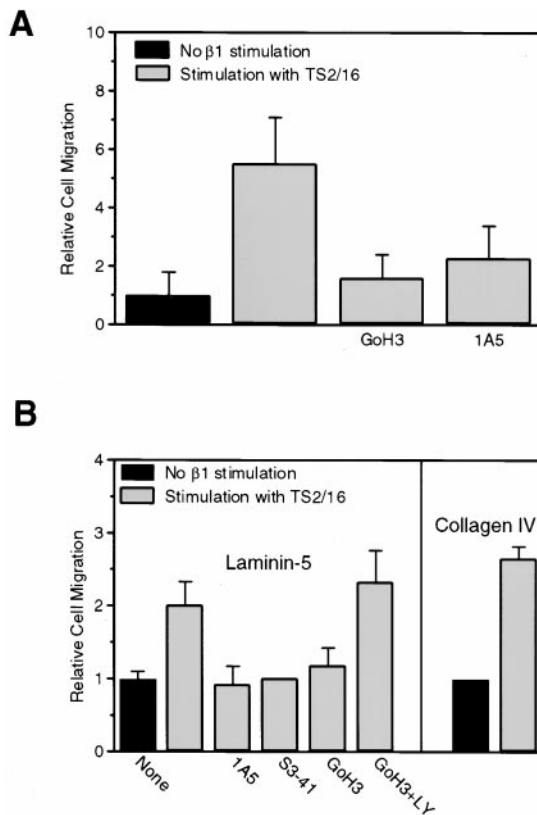 A
10
No β1 stimulation
Stimulation with TS2/16
8
6
4
2
0
Relative Cell Migration
GoH3
1A5
B
4
No β1 stimulation
Stimulation with TS2/16
3
2
1
0
Relative Cell Migration
Laminin-5
Collagen IV
None
1A5
S3-41
GoH3
GoH3+LY